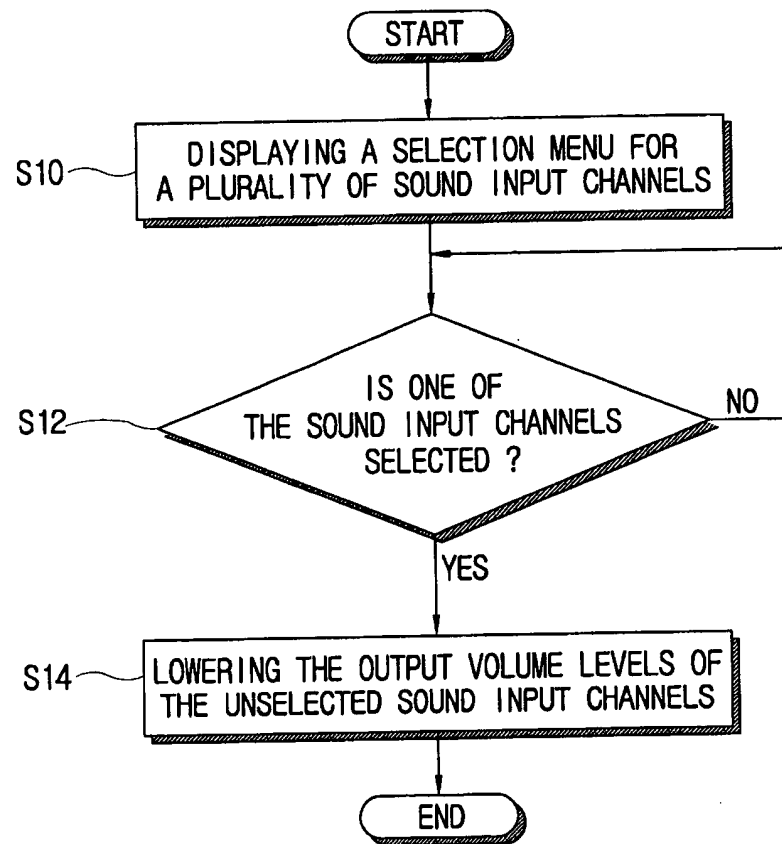 START
S10
DISPLAYING A SELECTION MENU FOR
A PLURALITY OF SOUND INPUT CHANNELS
S12
IS ONE OF
THE SOUND INPUT CHANNELS
SELECTED ?
NO
YES
S14
LOWERING THE OUTPUT VOLUME LEVELS OF
THE UNSELECTED SOUND INPUT CHANNELS
END